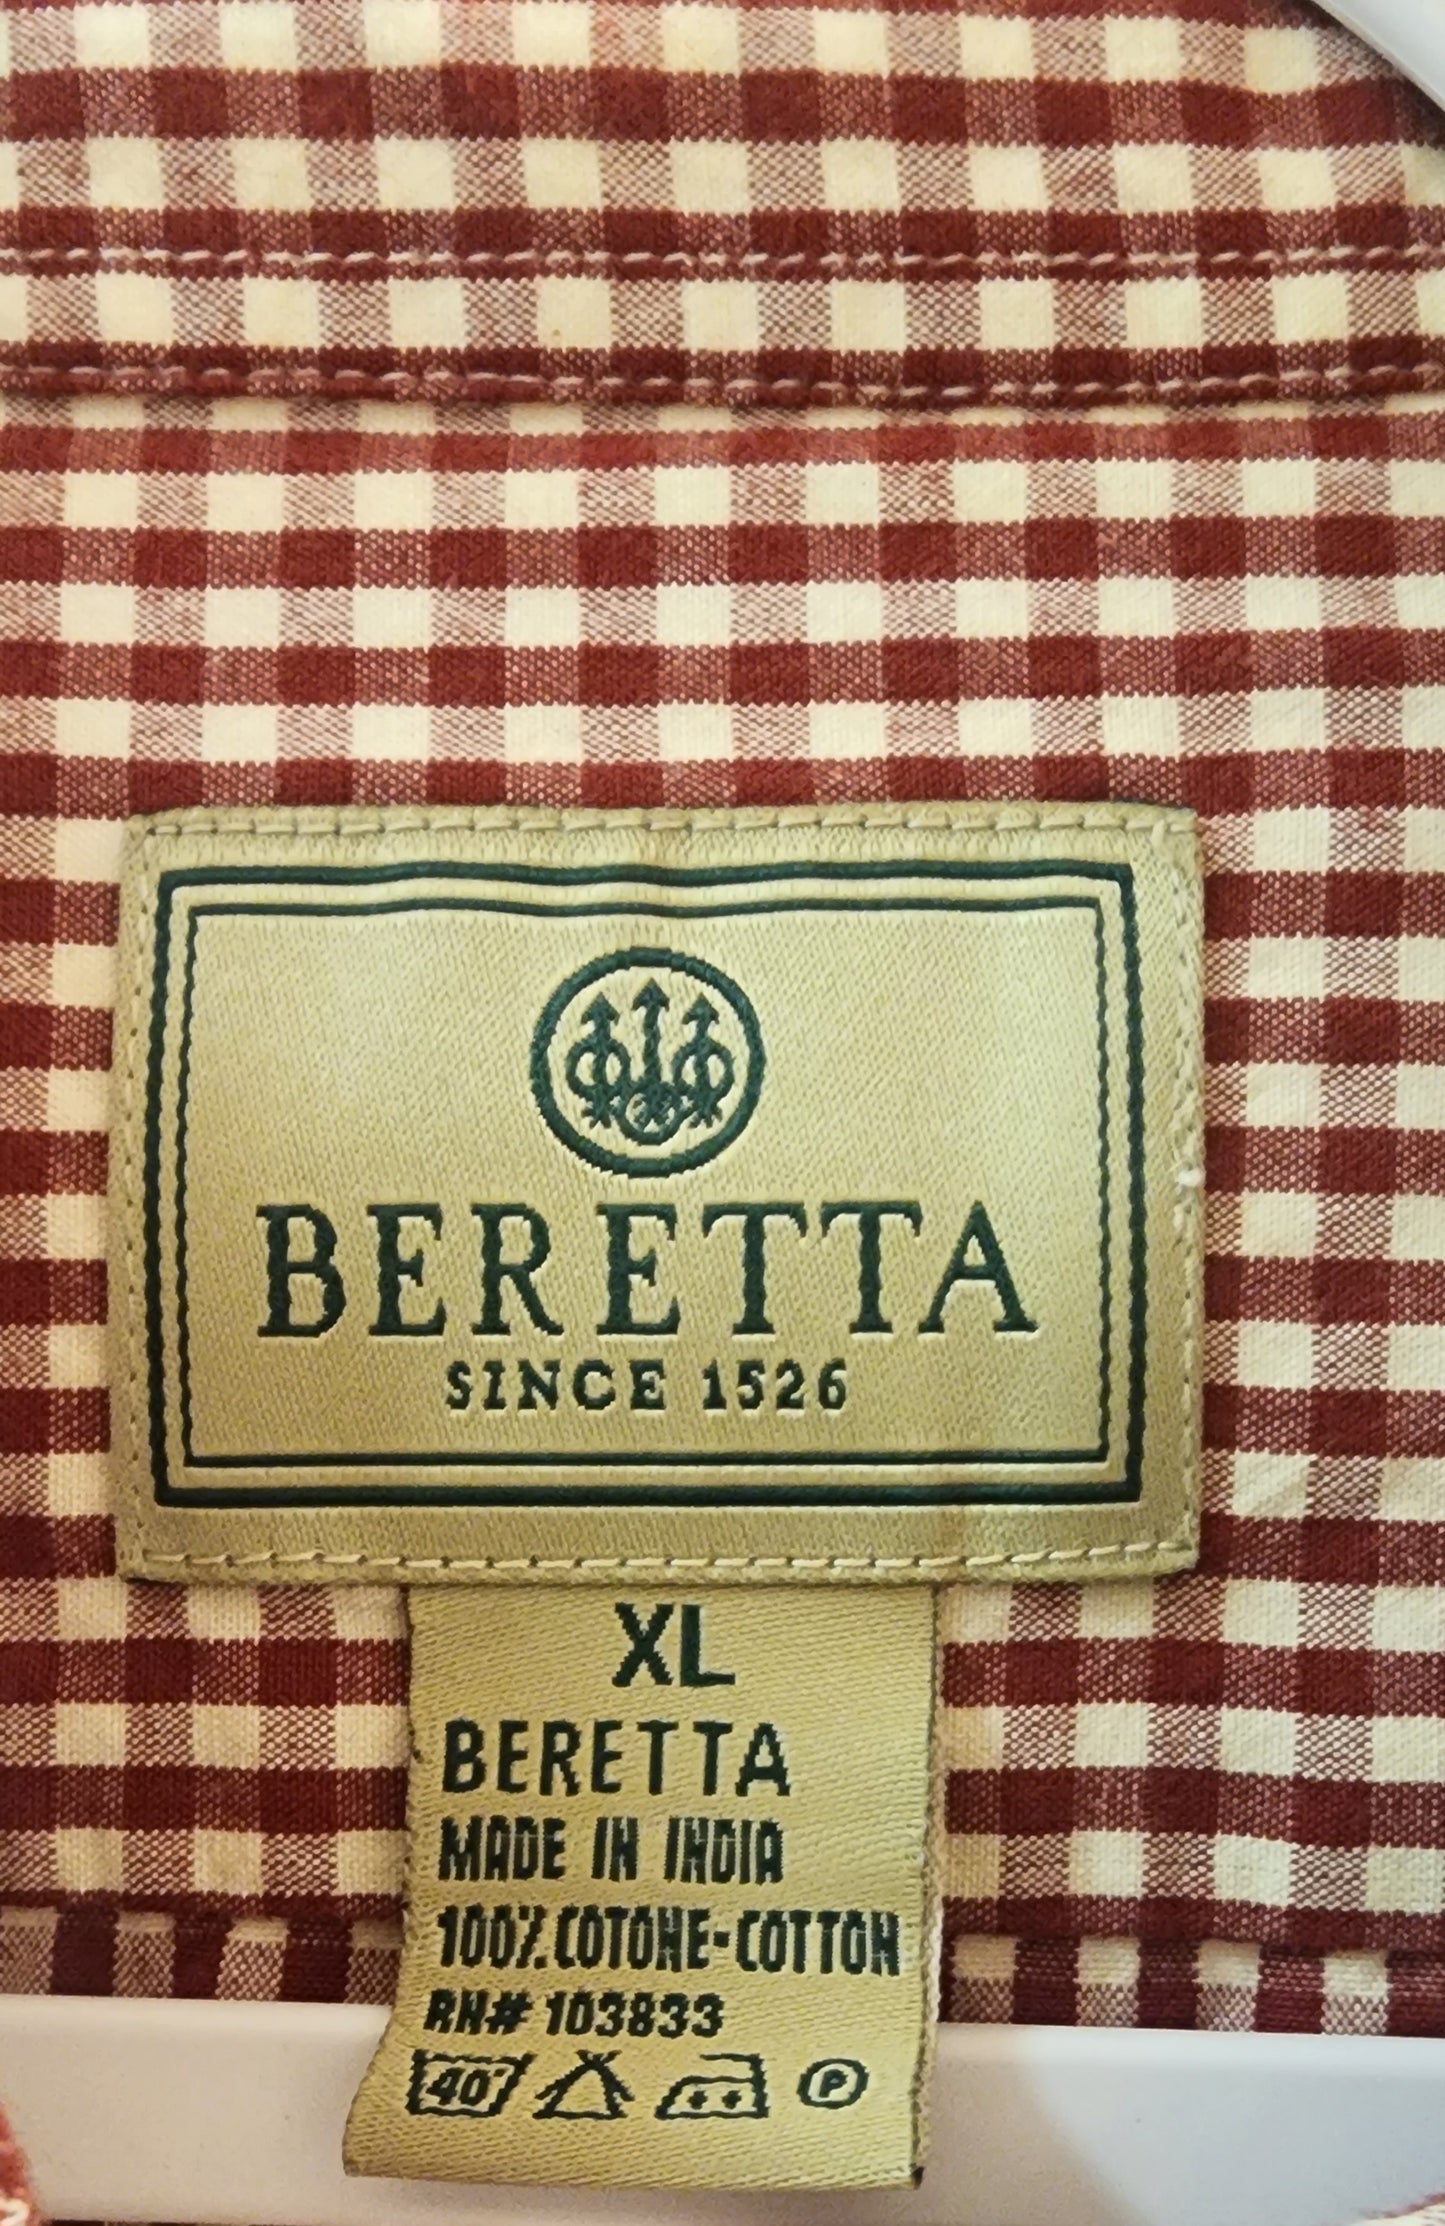 BERETTA
SINCE 1526
XL
BERETTA
MADE IN INDIA
100% COTONE-COTTON
RN# 103833
40°
P